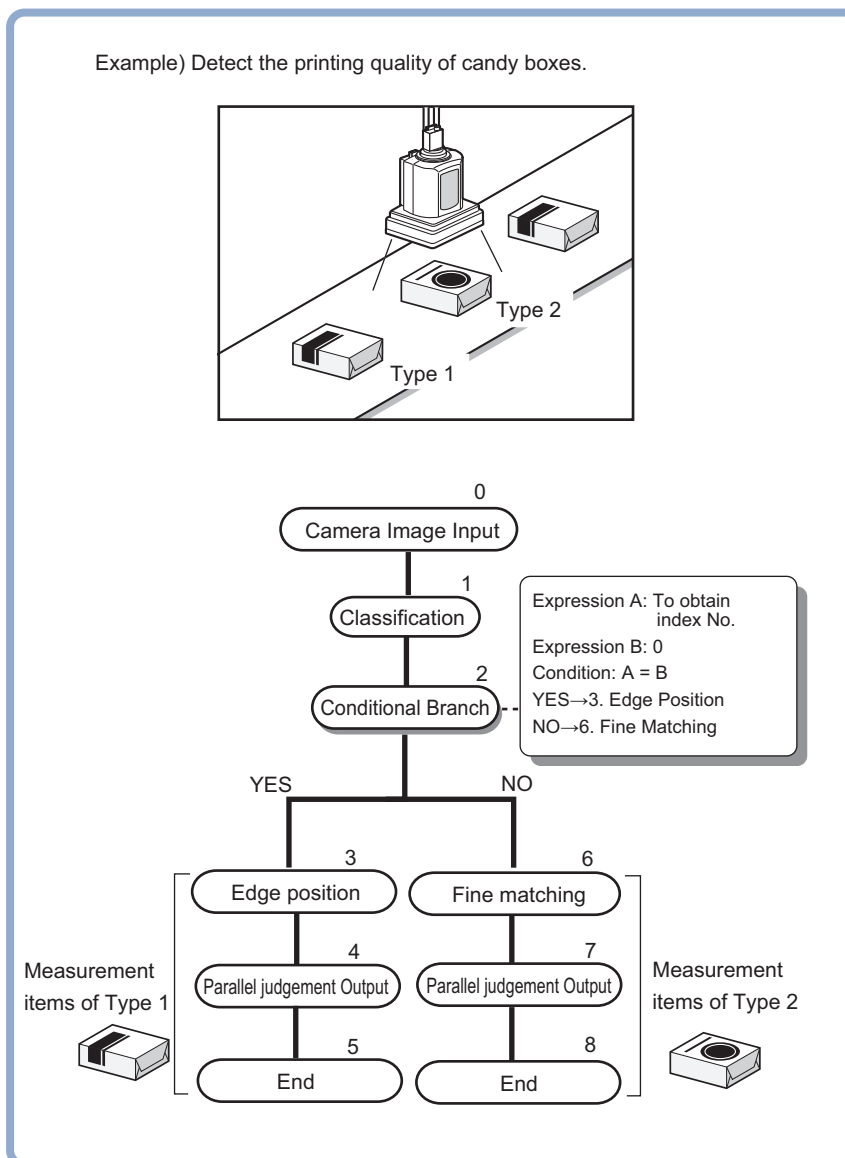 Example) Detect the printing quality of candy boxes.
Type 2
Type 1
0
Camera Image Input
1
Classification
2
Conditional Branch
Expression A: To obtain
index No.
Expression B: 0
Condition: A = B
YES→3. Edge Position
NO→6. Fine Matching
YES
NO
3
Edge position
6
Fine matching
4
Parallel judgement Output
7
Parallel judgement Output
Measurement
items of Type 1
Measurement
items of Type 2
5
End
8
End